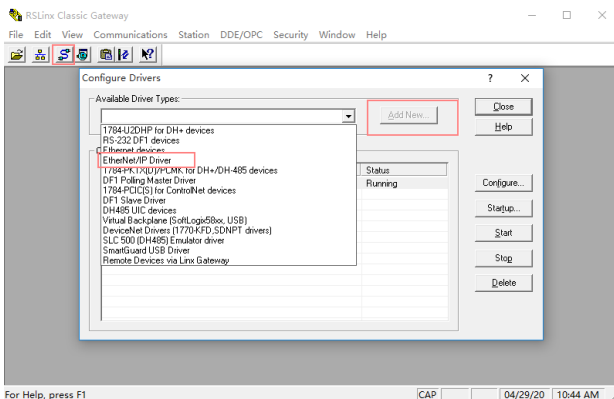 RSLinx Classic Gateway
File Edit View Communications Station DDE/OPC Security Window Help
Configure Drivers ? X
Available Driver Types:
Add New...
Close
Help
1784-U2DHP for DH+ devices
RS-232 DF1 devices
Ethernet devices
EtherNet/IP Driver
1784-PKTX(D)/PCMK for DH+/DH-485 devices
DF1 Polling Master Driver
1784-PCIC(S) for ControlNet devices
DF1 Slave Driver
DH485 UIC devices
Virtual Backplane (SoftLogix58xx, USB)
DeviceNet Drivers (1770-KFD,SDNPT drivers)
SLC 500 (DH485) Emulator driver
SmartGuard USB Driver
Remote Devices via Linx Gateway
Status
Running
Configure...
Startup...
Start
Stop
Delete
For Help, press F1 CAP 04/29/20 10:44 AM